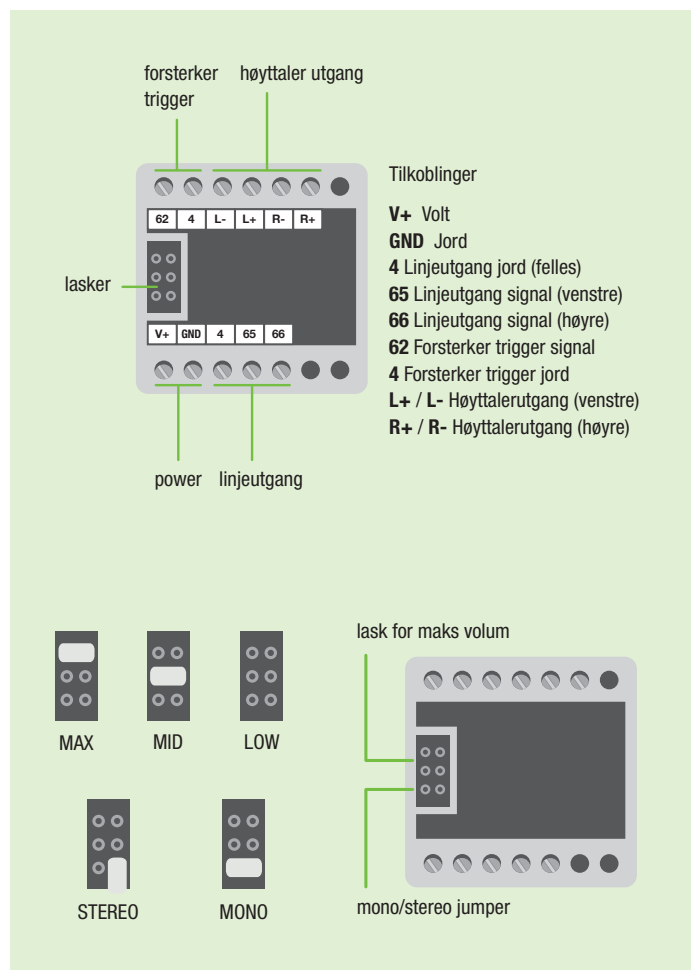 forsterker
trigger
høyttaler utgang
62 4 L- L+ R- R+
lasker
V+ GND 4 65 66
power
linjeutgang
Tilkoblinger
V+ Volt
GND Jord
4 Linjeutgang jord (felles)
65 Linjeutgang signal (venstre)
66 Linjeutgang signal (høyre)
62 Forsterker trigger signal
4 Forsterker trigger jord
L+ / L- Høyttalerutgang (venstre)
R+ / R- Høyttalerutgang (høyre)
MAX
MID
LOW
STEREO
MONO
lask for maks volum
mono/stereo jumper